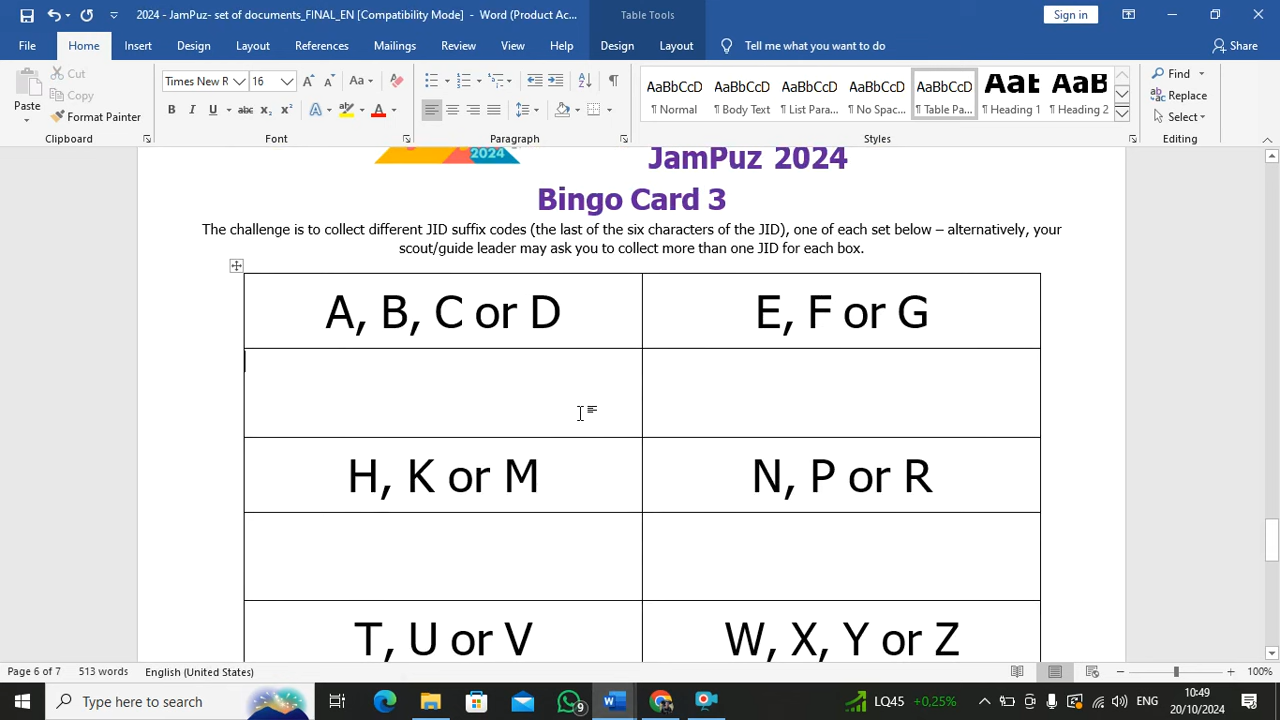 2024 - JamPuz- set of documents_FINAL_EN [Compatibility Mode] - Word (Product Ac...
Table Tools
Sign in
File Home Insert Design Layout References Mailings Review View Help Design Layout Tell me what you want to do Share
Paste
Cut
Copy
Format Painter
Clipboard
Times New R 16
Font
Paragraph
AaBbCcD AaBbCcD AaBbCcD AaBbCcD AaBbCcD AaB AaB
¶ Normal ¶ Body Text ¶ List Para... ¶ No Spac... ¶ Table Pa... ¶ Heading 1 ¶ Heading 2
Styles
Find
Replace
Select
Editing
2024
JamPuz 2024
Bingo Card 3
The challenge is to collect different JID suffix codes (the last of the six characters of the JID), one of each set below – alternatively, your
scout/guide leader may ask you to collect more than one JID for each box.
A, B, C or D E, F or G
H, K or M N, P or R
T, U or V W, X, Y or Z
Page 6 of 7 513 words English (United States) 100%
Type here to search
9
LQ45 +0,25%
ENG
10:49
20/10/2024